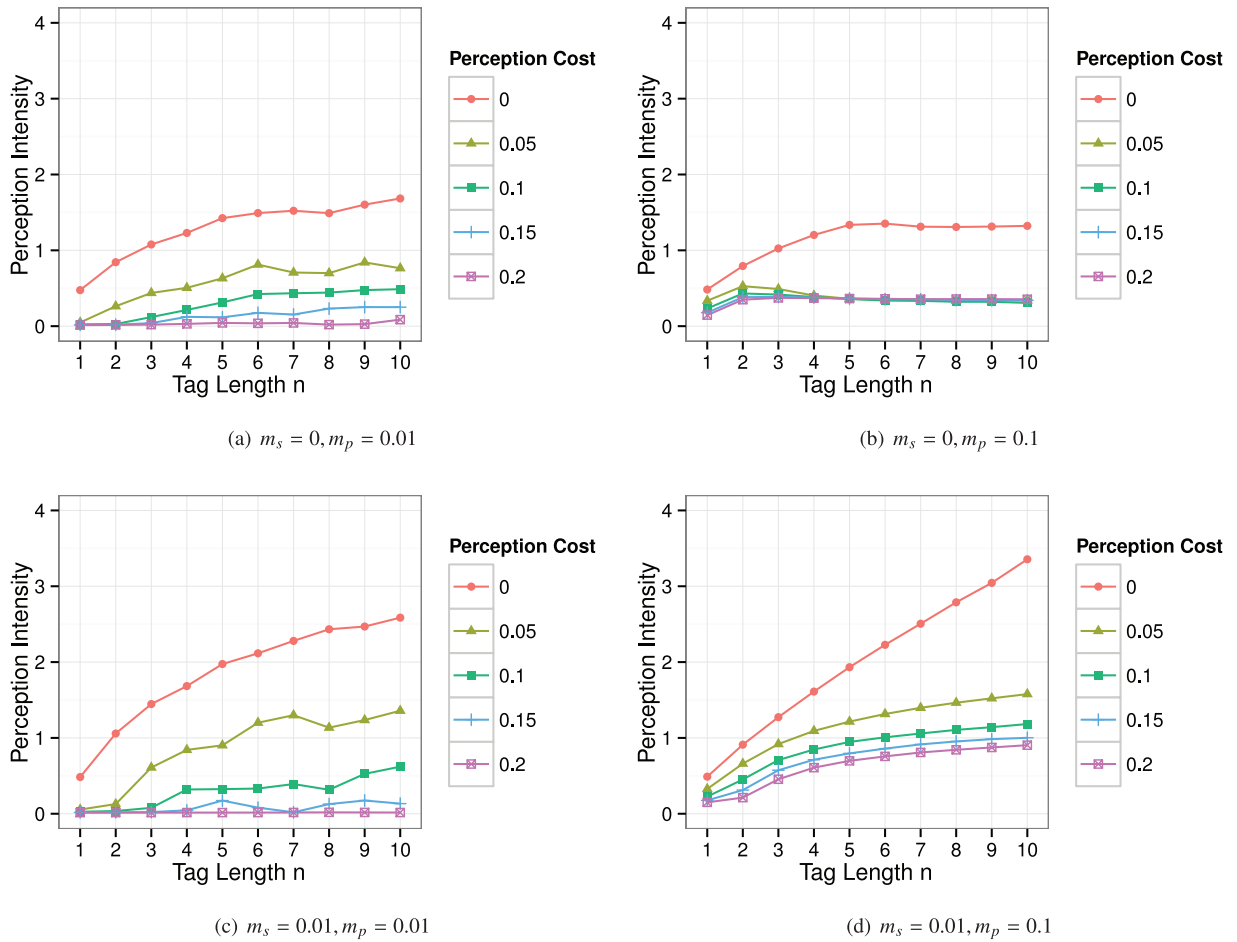 4
3
2
1
0
Perception Intensity
1 2 3 4 5 6 7 8 9 10
Tag Length n
Perception Cost
0
0.05
0.1
0.15
0.2
(a) m_s = 0, m_p = 0.01
4
3
2
1
0
Perception Intensity
1 2 3 4 5 6 7 8 9 10
Tag Length n
Perception Cost
0
0.05
0.1
0.15
0.2
(b) m_s = 0, m_p = 0.1
4
3
2
1
0
Perception Intensity
1 2 3 4 5 6 7 8 9 10
Tag Length n
Perception Cost
0
0.05
0.1
0.15
0.2
(c) m_s = 0.01, m_p = 0.01
4
3
2
1
0
Perception Intensity
1 2 3 4 5 6 7 8 9 10
Tag Length n
Perception Cost
0
0.05
0.1
0.15
0.2
(d) m_s = 0.01, m_p = 0.1